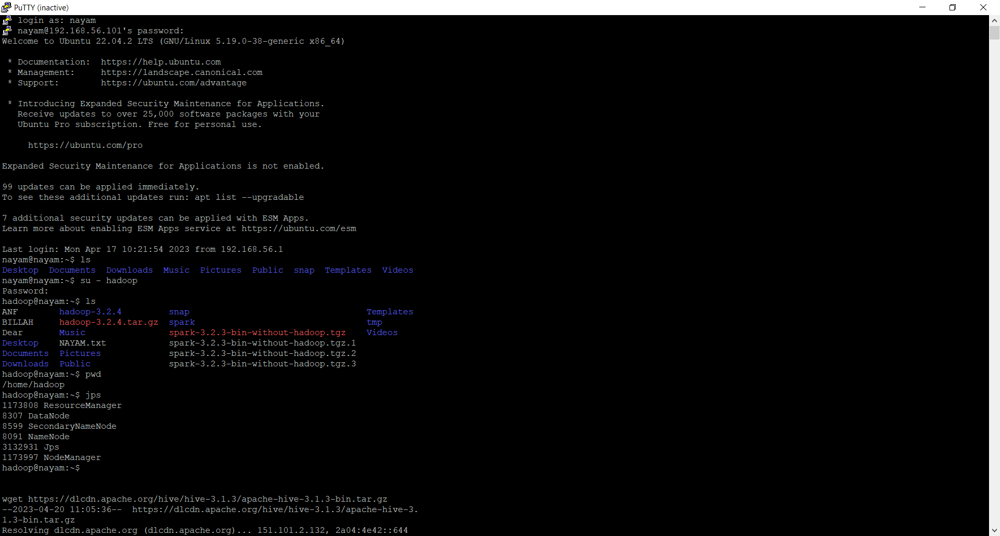 PuTTY (inactive)
login as: nayam
nayam@192.168.56.101's password:
Welcome to Ubuntu 22.04.2 LTS (GNU/Linux 5.19.0-38-generic x86_64)
* Documentation:  https://help.ubuntu.com
* Management:     https://landscape.canonical.com
* Support:        https://ubuntu.com/advantage
* Introducing Expanded Security Maintenance for Applications.
Receive updates to over 25,000 software packages with your
Ubuntu Pro subscription. Free for personal use.
https://ubuntu.com/pro
Expanded Security Maintenance for Applications is not enabled.
99 updates can be applied immediately.
To see these additional updates run: apt list --upgradable
7 additional security updates can be applied with ESM Apps.
Learn more about enabling ESM Apps service at https://ubuntu.com/esm
Last login: Mon Apr 17 10:21:54 2023 from 192.168.56.1
nayam@nayam:~$ ls
Desktop  Documents  Downloads  Music  Pictures  Public  snap  Templates  Videos
nayam@nayam:~$ su - hadoop
Password:
hadoop@nayam:~$ ls
ANF        hadoop-3.2.4         snap                                  Templates
BILLAH     hadoop-3.2.4.tar.gz  spark                                 tmp
Dear       Music                spark-3.2.3-bin-without-hadoop.tgz    Videos
Desktop    NAYAM.txt            spark-3.2.3-bin-without-hadoop.tgz.1
Documents  Pictures             spark-3.2.3-bin-without-hadoop.tgz.2
Downloads  Public               spark-3.2.3-bin-without-hadoop.tgz.3
hadoop@nayam:~$ pwd
/home/hadoop
hadoop@nayam:~$ jps
1173808 ResourceManager
8307 DataNode
8599 SecondaryNameNode
8091 NameNode
3132931 Jps
1173997 NodeManager
hadoop@nayam:~$
wget https://dlcdn.apache.org/hive/hive-3.1.3/apache-hive-3.1.3-bin.tar.gz
--2023-04-20 11:05:36--  https://dlcdn.apache.org/hive/hive-3.1.3/apache-hive-3.
1.3-bin.tar.gz
Resolving dlcdn.apache.org (dlcdn.apache.org)... 151.101.2.132, 2a04:4e42::644